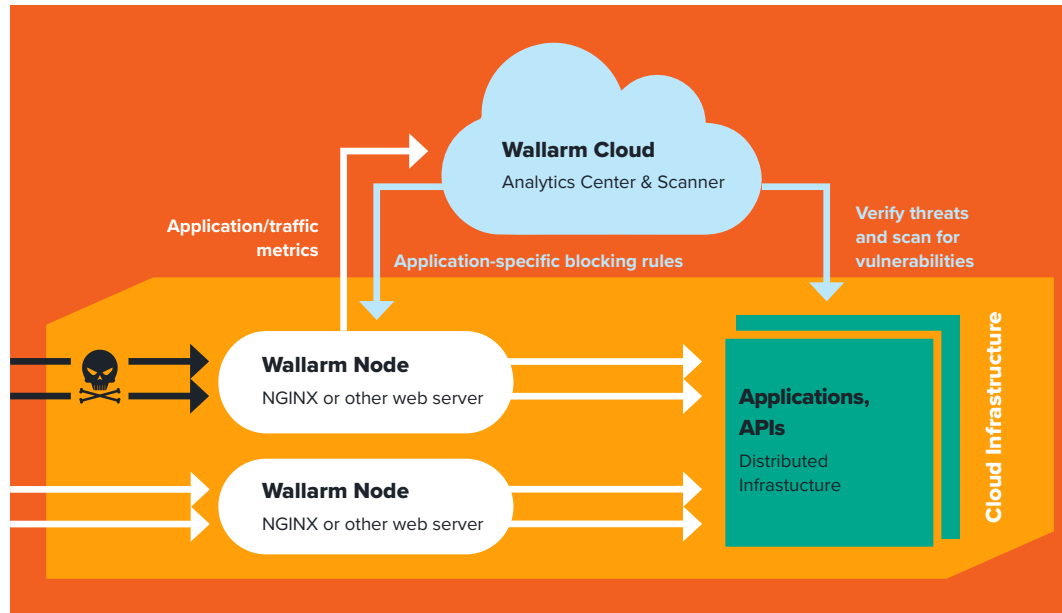 Wallarm Cloud
Analytics Center & Scanner
Application/traffic
metrics
Application-specific blocking rules
Verify threats
and scan for
vulnerabilities
Wallarm Node
NGINX or other web server
Wallarm Node
NGINX or other web server
Applications,
APIs
Distributed
Infrastucture
Cloud Infrastructure